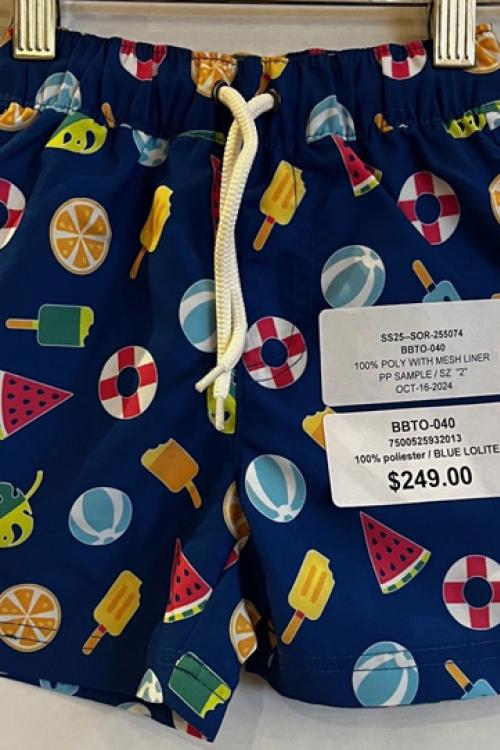 SS25-SOR-255074
BBTO-040
100% POLY WITH MESH LINER
PP SAMPLE / SZ "2"
OCT-16-2024
BBTO-040
7500525932013
100% poliester / BLUE LOLITE
$249.00